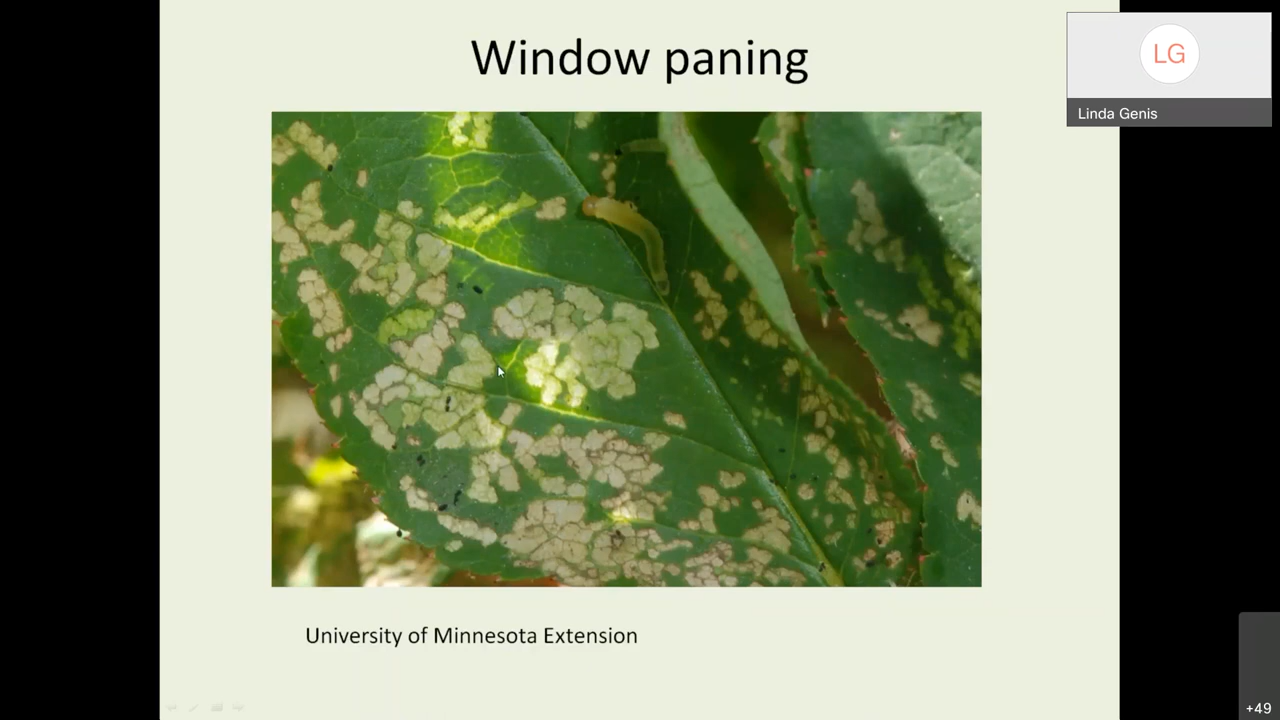 Window paning
LG
Linda Genis
University of Minnesota Extension
+49